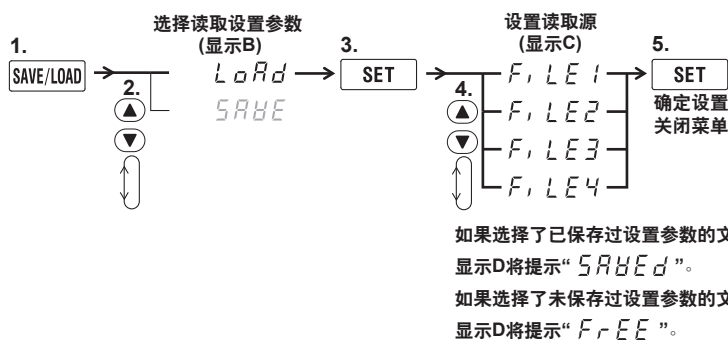 选择读取设置参数
(显示B)
设置读取源
(显示C)
1.
SAVE/LOAD
2.
LoAd
SAVE
3.
SET
4.
FiLE1
FiLE2
FiLE3
FiLE4
5.
SET
确定设置
关闭菜单
如果选择了已保存过设置参数的文
显示D将提示“ SAVEd ”。
如果选择了未保存过设置参数的文
显示D将提示“ FrEE ”。